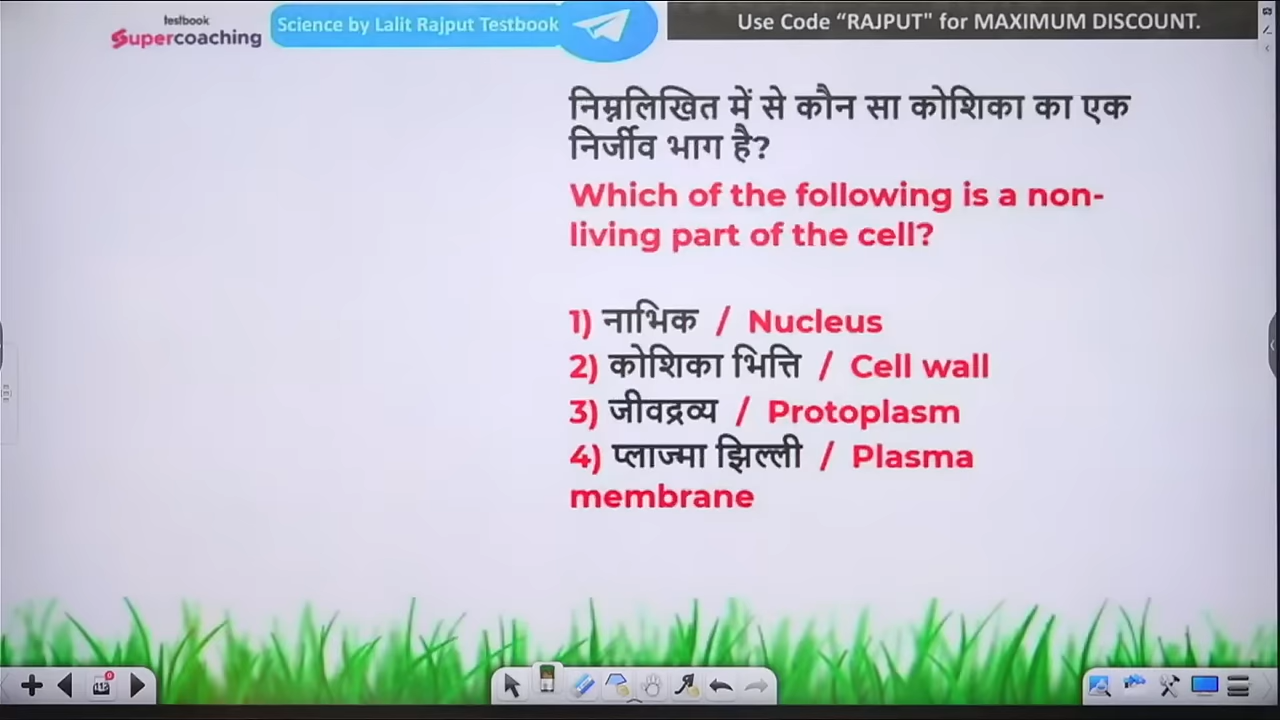 testbook
Supercoaching
Science by Lalit Rajput Testbook
Use Code “RAJPUT" for MAXIMUM DISCOUNT.
निम्नलिखित में से कौन सा कोशिका का एक
निर्जीव भाग है?
Which of the following is a non-
living part of the cell?
1) नाभिक / Nucleus
2) कोशिका भित्ति / Cell wall
3) जीवद्रव्य / Protoplasm
4) प्लाज्मा झिल्ली / Plasma
membrane